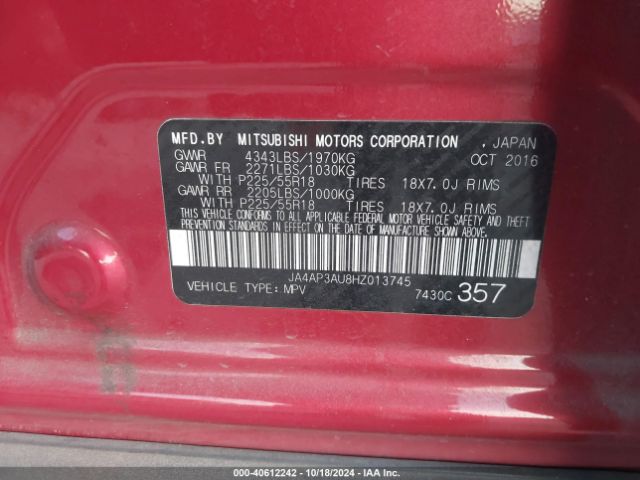 MFD.BY MITSUBISHI MOTORS CORPORATION , JAPAN
GVWR 4343LBS/1970KG OCT 2016
GAWR FR 2271LBS/1030KG
WITH P225/55R18 TIRES 18X7.0J RIMS
GAWR RR 2205LBS/1000KG
WITH P225/55R18 TIRES 18X7.0J RIMS
THIS VEHICLE CONFORMS TO ALL APPLICABLE FEDERAL MOTOR VEHICLE SAFETY AND THEFT
PREVENTION STANDARDS IN EFFECT ON THE DATE OF MANUFACTURE SHOWN ABOVE.
JA4AP3AU8HZ013745
VEHICLE TYPE: MPV 7430C 357
000-40612242 - 10/18/2024 - IAA Inc.